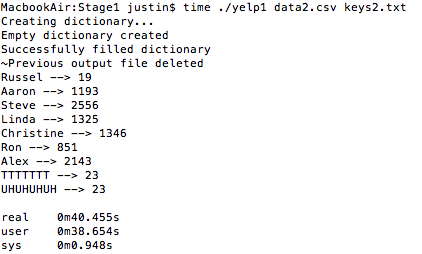 MacbookAir:Stage1 justin$ time ./yelp1 data2.csv keys2.txt
Creating dictionary...
Empty dictionary created
Successfully filled dictionary
~Previous output file deleted
Russel --> 19
Aaron --> 1193
Steve --> 2556
Linda --> 1325
Christine --> 1346
Ron --> 851
Alex --> 2143
TTTTTTT --> 23
UHUHUHUH --> 23
real 0m40.455s
user 0m38.654s
sys 0m0.948s